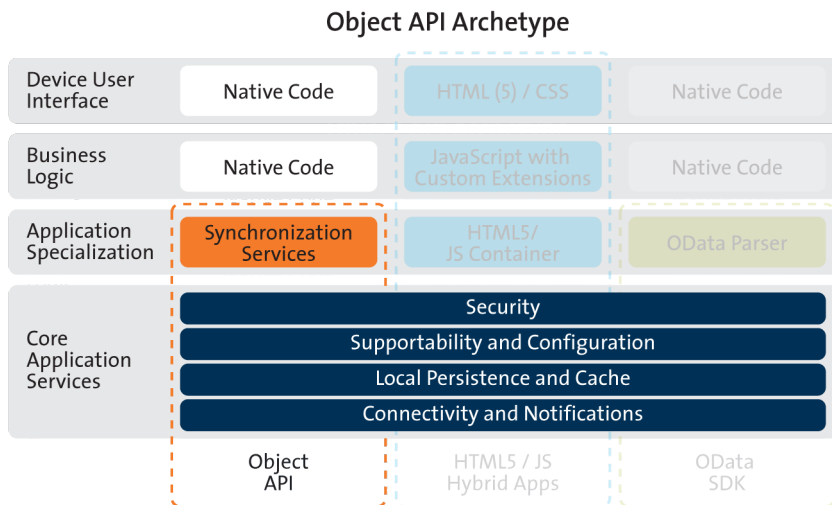 Object API Archetype
Device User
Interface
Native Code
HTML (5) / CSS
Native Code
Business
Logic
Native Code
JavaScript with
Custom Extensions
Native Code
Application
Specialization
Synchronization
Services
HTML5/
JS Container
OData Parser
Core
Application
Services
Security
Supportability and Configuration
Local Persistence and Cache
Connectivity and Notifications
Object
API
HTML5 / JS
Hybrid Apps
OData
SDK